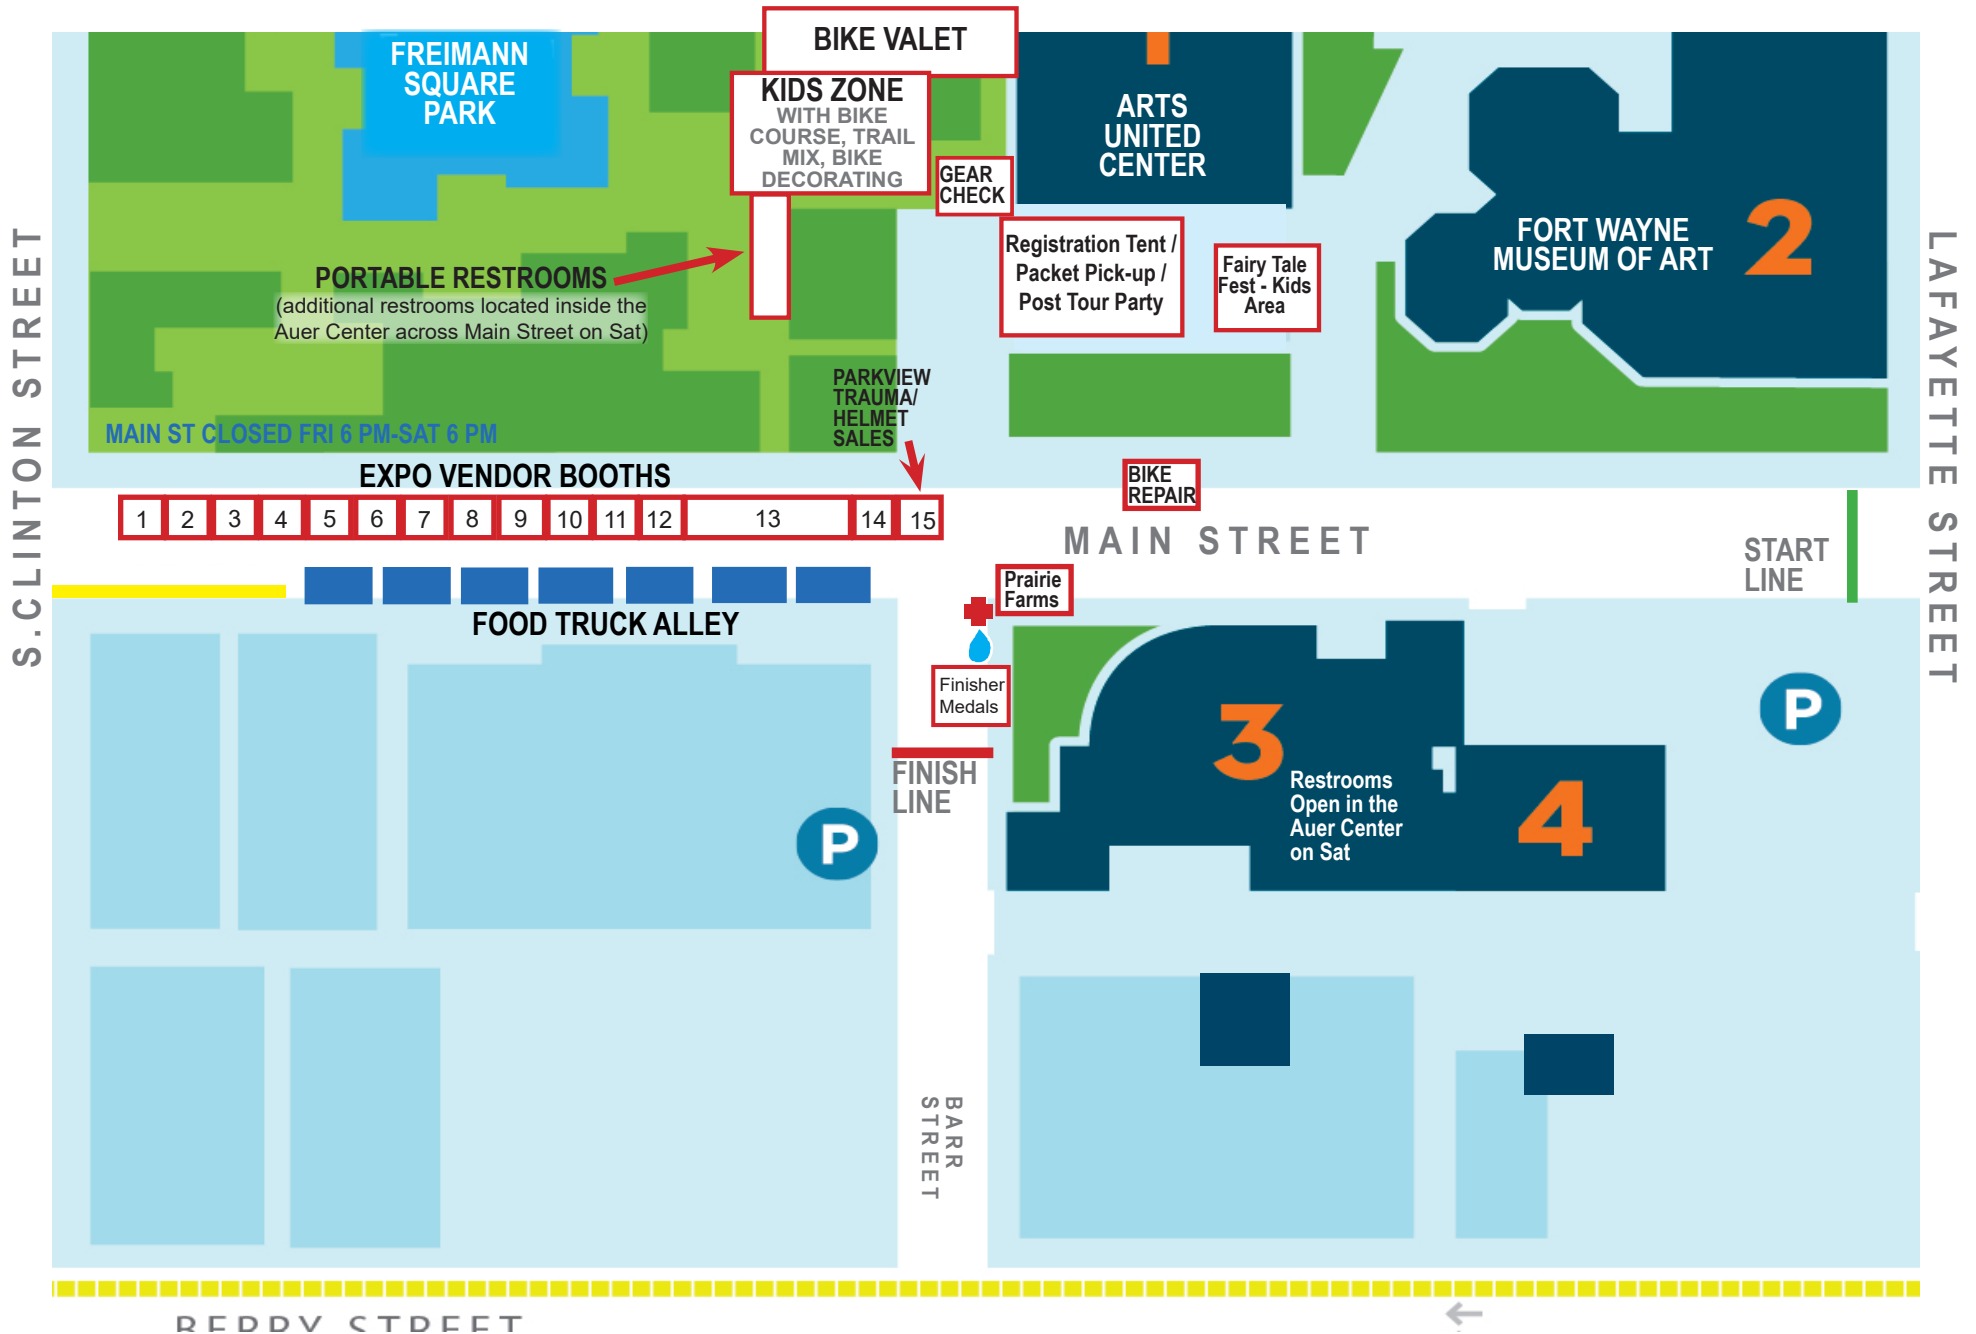 BIKE VALET
FREIMANN
SQUARE
PARK
KIDS ZONE
WITH BIKE
COURSE, TRAIL
MIX, BIKE
DECORATING
GEAR
CHECK
1
ARTS
UNITED
CENTER
2
FORT WAYNE
MUSEUM OF ART
Registration Tent /
Packet Pick-up /
Post Tour Party
Fairy Tale
Fest - Kids
Area
PORTABLE RESTROOMS
(additional restrooms located inside the
Auer Center across Main Street on Sat)
PARKVIEW
TRAUMA/
HELMET
SALES
S.CLINTON STREET
LAFAYETTE STREET
MAIN ST CLOSED FRI 6 PM-SAT 6 PM
EXPO VENDOR BOOTHS
1 2 3 4 5 6 7 8 9 10 11 12 13 14 15
BIKE
REPAIR
MAIN STREET
START
LINE
Prairie
Farms
FOOD TRUCK ALLEY
Finisher
Medals
FINISH
LINE
P
3
Restrooms
Open in the
Auer Center
on Sat
4
P
BARR
STREET
BERRY STREET